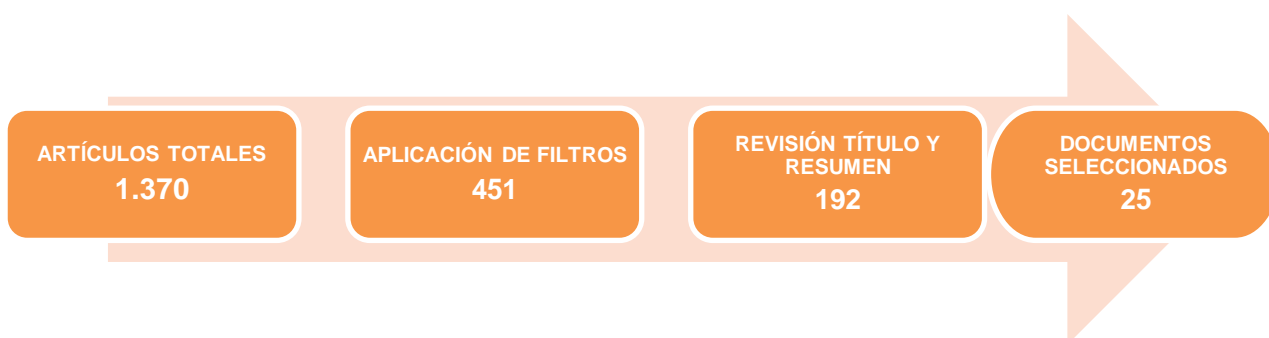 ARTÍCULOS TOTALES
1.370
APLICACIÓN DE FILTROS
451
REVISIÓN TÍTULO Y
RESUMEN
192
DOCUMENTOS
SELECCIONADOS
25